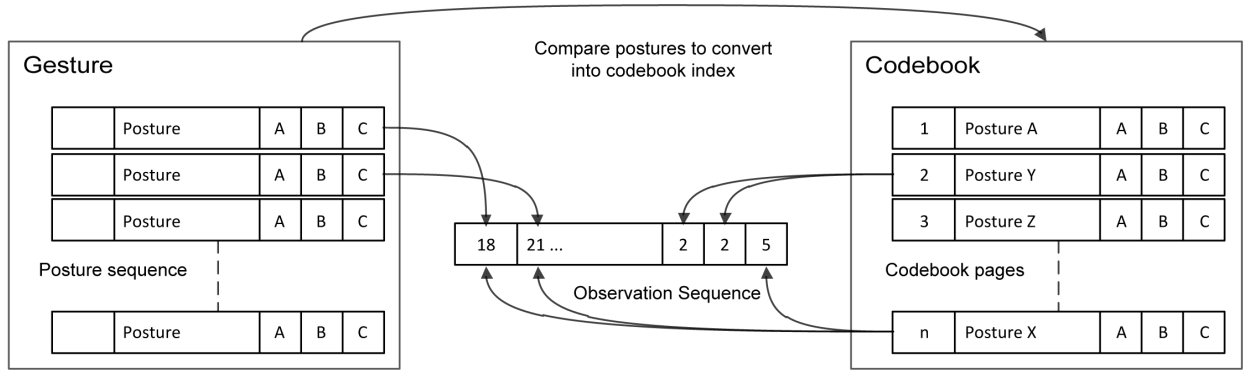 Compare postures to convert
into codebook index
Gesture
Posture A B C
Posture A B C
Posture A B C
Posture sequence
Posture A B C
18 21 ... 2 2 5
Observation Sequence
Codebook
1 Posture A A B C
2 Posture Y A B C
3 Posture Z A B C
Codebook pages
n Posture X A B C